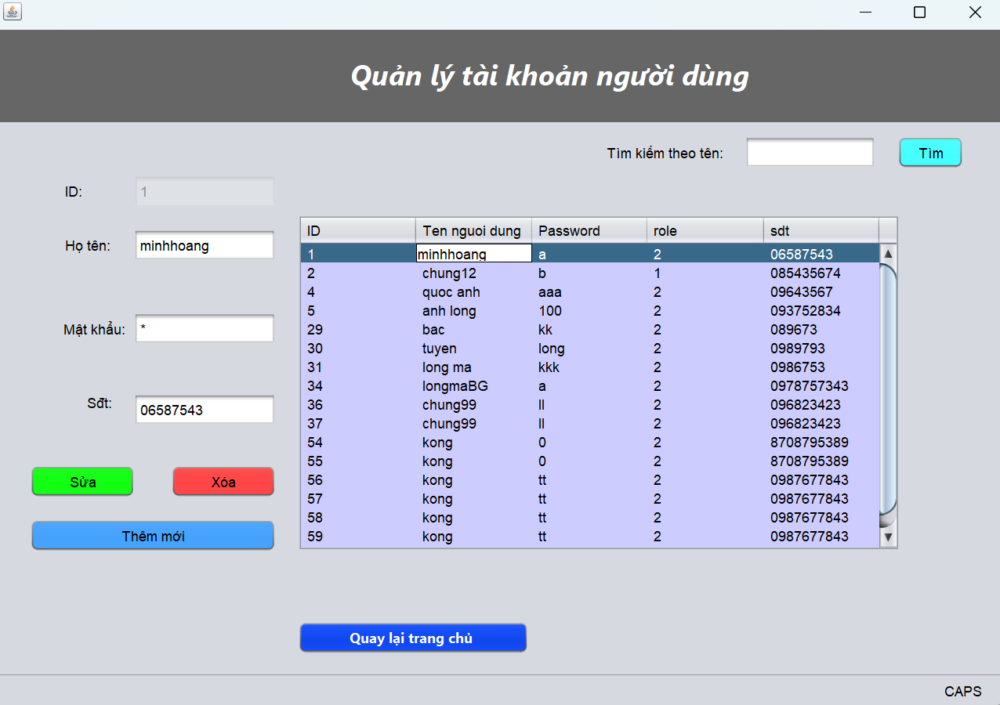 Quản lý tài khoản người dùng
Tìm kiếm theo tên: Tìm
ID: 1
Họ tên: minhhoang
Mật khẩu: *
Sđt: 06587543
Sửa Xóa
Thêm mới
ID Ten nguoi dung Password role sdt
1 minhhoang a 2 06587543
2 chung12 b 1 085435674
4 quoc anh aaa 2 09643567
5 anh long 100 2 093752834
29 bac kk 2 089673
30 tuyen long 2 0989793
31 long ma kkk 2 0986753
34 longmaBG a 2 0978757343
36 chung99 ll 2 096823423
37 chung99 ll 2 096823423
54 kong 0 2 8708795389
55 kong 0 2 8708795389
56 kong tt 2 0987677843
57 kong tt 2 0987677843
58 kong tt 2 0987677843
59 kong tt 2 0987677843
Quay lại trang chủ
CAPS